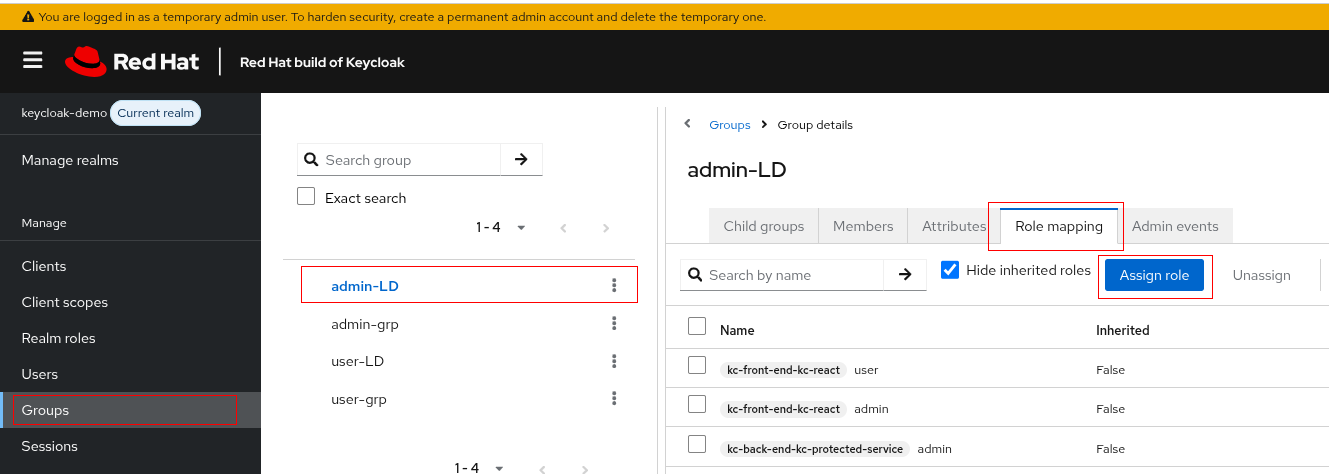 You are logged in as a temporary admin user. To harden security, create a permanent admin account and delete the temporary one.
Red Hat
Red Hat build of Keycloak
keycloak-demo Current realm
Manage realms
Manage
Clients
Client scopes
Realm roles
Users
Groups
Sessions
Search group
Exact search
1 - 4
admin-LD
admin-grp
user-LD
user-grp
1 - 4
Groups Group details
admin-LD
Child groups Members Attributes Role mapping Admin events
Search by name Hide inherited roles Assign role Unassign
Name Inherited
kc-front-end-kc-react user False
kc-front-end-kc-react admin False
kc-back-end-kc-protected-service admin False